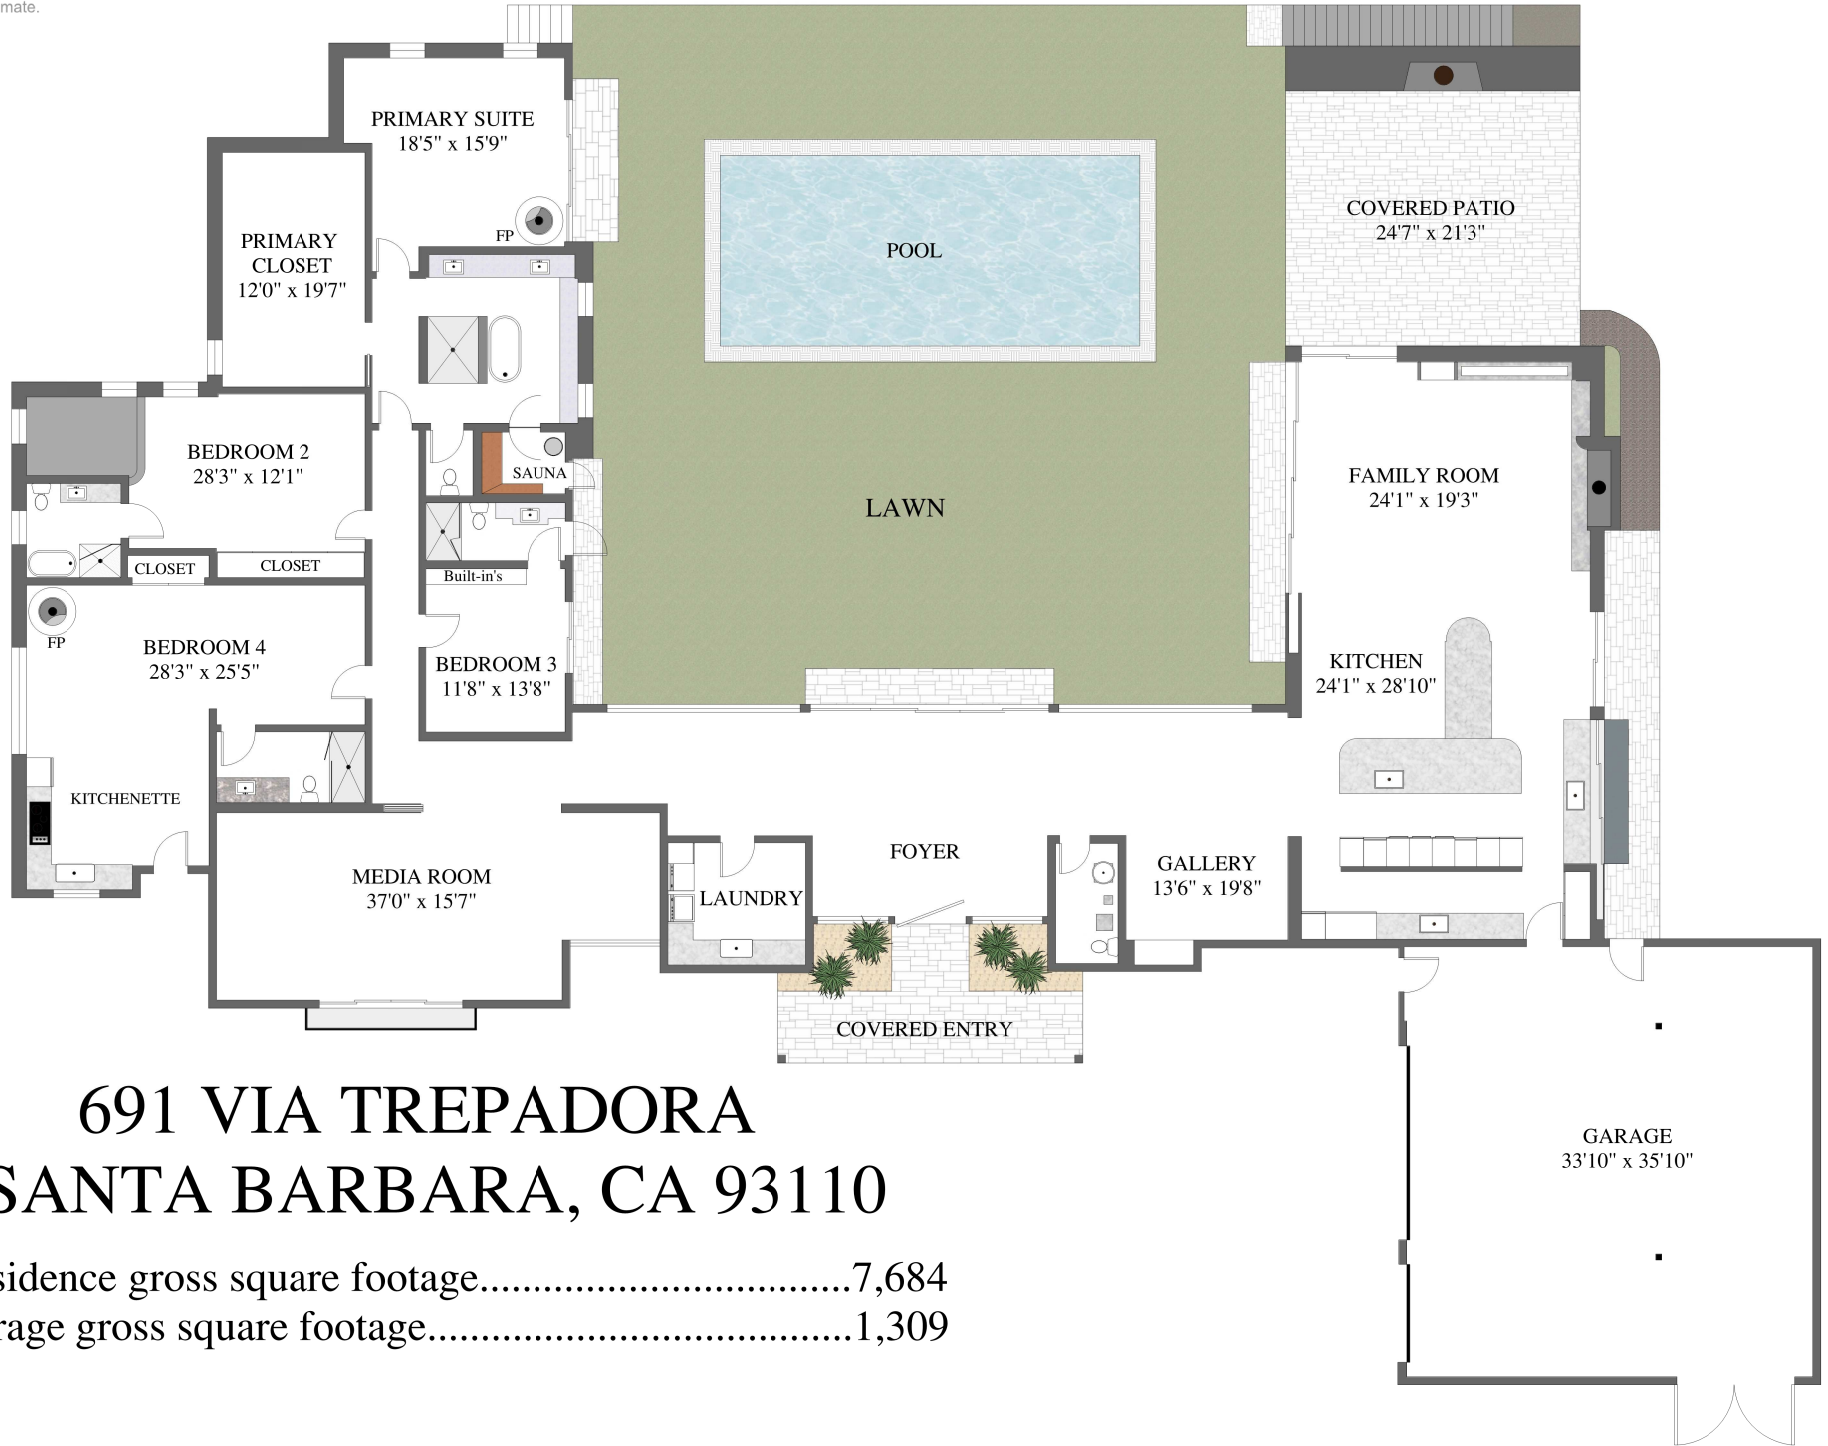 mate.
PRIMARY SUITE
18'5" x 15'9"
FP
PRIMARY
CLOSET
12'0" x 19'7"
POOL
COVERED PATIO
24'7" x 21'3"
BEDROOM 2
28'3" x 12'1"
SAUNA
LAWN
FAMILY ROOM
24'1" x 19'3"
CLOSET
CLOSET
Built-in's
FP
BEDROOM 4
28'3" x 25'5"
BEDROOM 3
11'8" x 13'8"
KITCHEN
24'1" x 28'10"
KITCHENETTE
MEDIA ROOM
37'0" x 15'7"
LAUNDRY
FOYER
GALLERY
13'6" x 19'8"
COVERED ENTRY
GARAGE
33'10" x 35'10"
691 VIA TREPADORA
SANTA BARBARA, CA 93110
sidence gross square footage...................................7,684
rage gross square footage........................................1,309